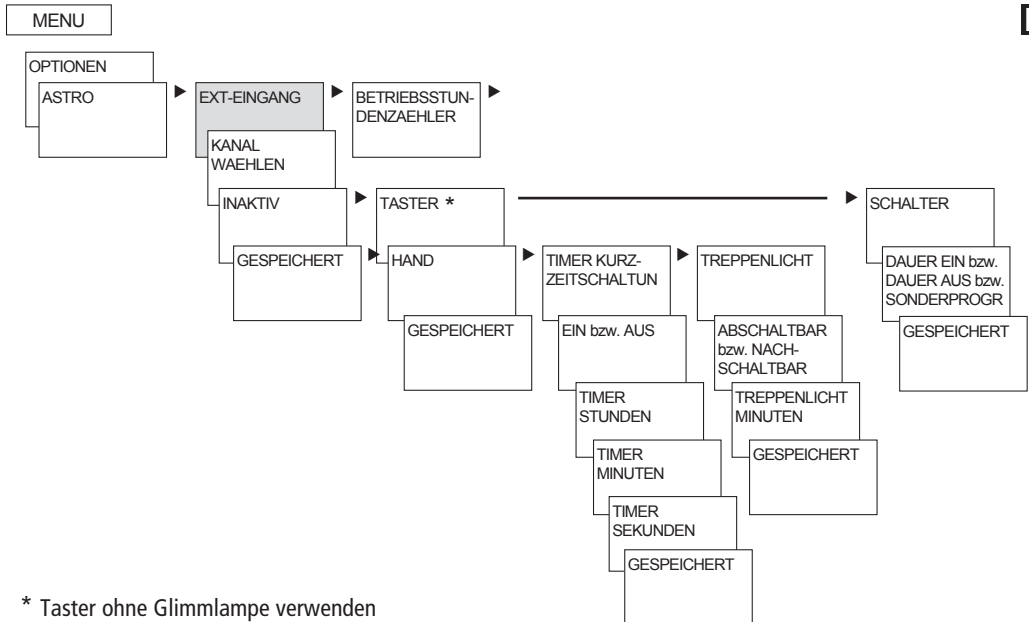 MENU
OPTIONEN
ASTRO
EXT-EINGANG
BETRIEBSSTUN-
DENZAEHLER
KANAL
WAEHLEN
INAKTIV
TASTER *
SCHALTER
GESPEICHERT
HAND
TIMER KURZ-
ZEITSCHALTUN
TREPPENLICHT
DAUER EIN bzw.
DAUER AUS bzw.
SONDERPROGR
GESPEICHERT
EIN bzw. AUS
ABSCHALTBAR
bzw. NACH-
SCHALTBAR
GESPEICHERT
TIMER
STUNDEN
TREPPENLICHT
MINUTEN
TIMER
MINUTEN
GESPEICHERT
TIMER
SEKUNDEN
GESPEICHERT
* Taster ohne Glimmlampe verwenden